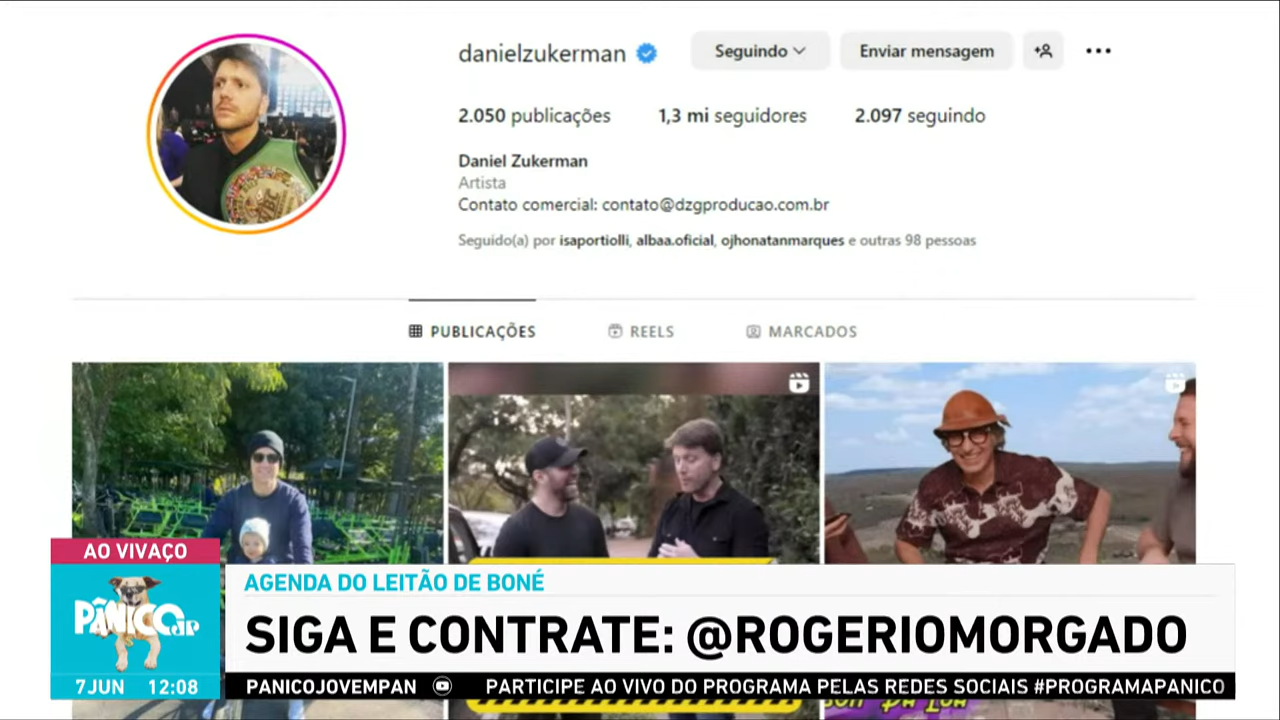 danielzukerman
Seguindo
Enviar mensagem
2.050 publicações
1,3 mi seguidores
2.097 seguindo
Daniel Zukerman
Artista
Contato comercial: contato@dzgproducao.com.br
Seguido(a) por isaportiolli, albaa.oficial, ojhonatanmarques e outras 98 pessoas
PUBLICAÇÕES
REELS
MARCADOS
WBC
AO VIVAÇO
PÂNICO JP
7JUN 12:08
AGENDA DO LEITÃO DE BONÉ
SIGA E CONTRATE: @ROGERIOMORGADO
PANICOJOVEMPAN
PARTICIPE AO VIVO DO PROGRAMA PELAS REDES SOCIAIS #PROGRAMAPANICO